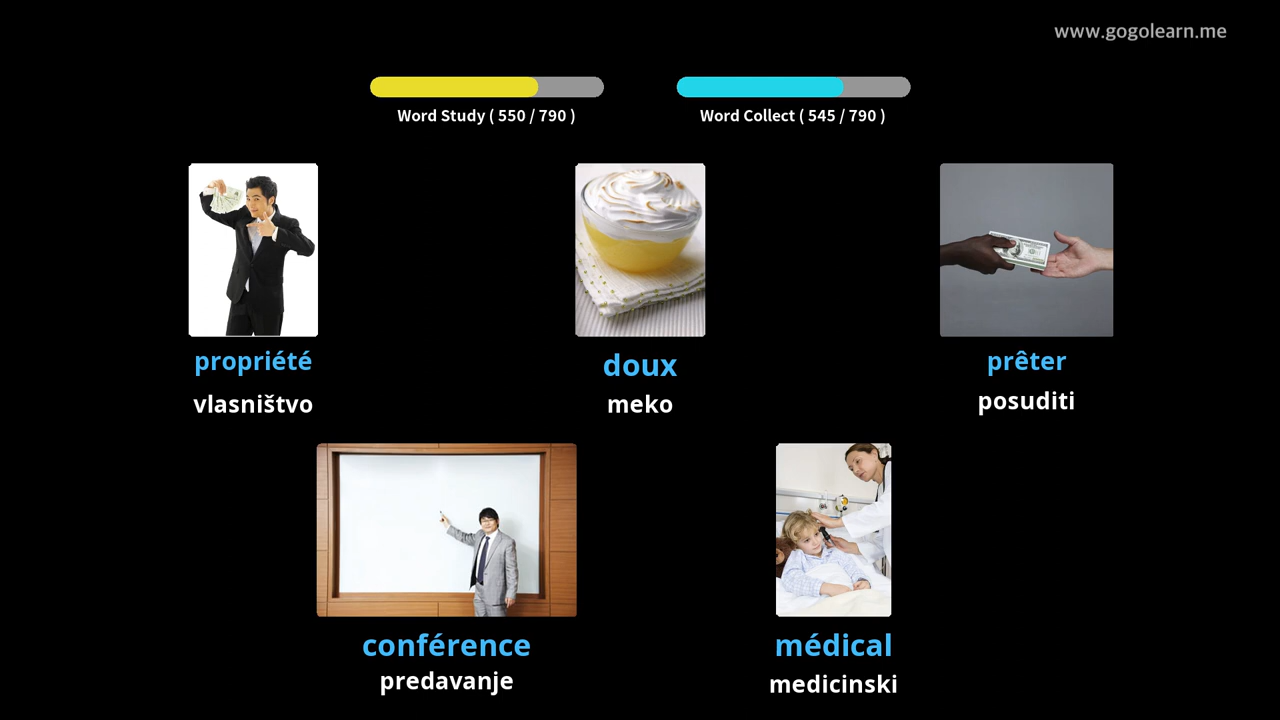 www.gogolearn.me
Word Study ( 550 / 790 )
Word Collect ( 545 / 790 )
propriété
vlasništvo
doux
meko
prêter
posuditi
conférence
predavanje
médical
medicinski